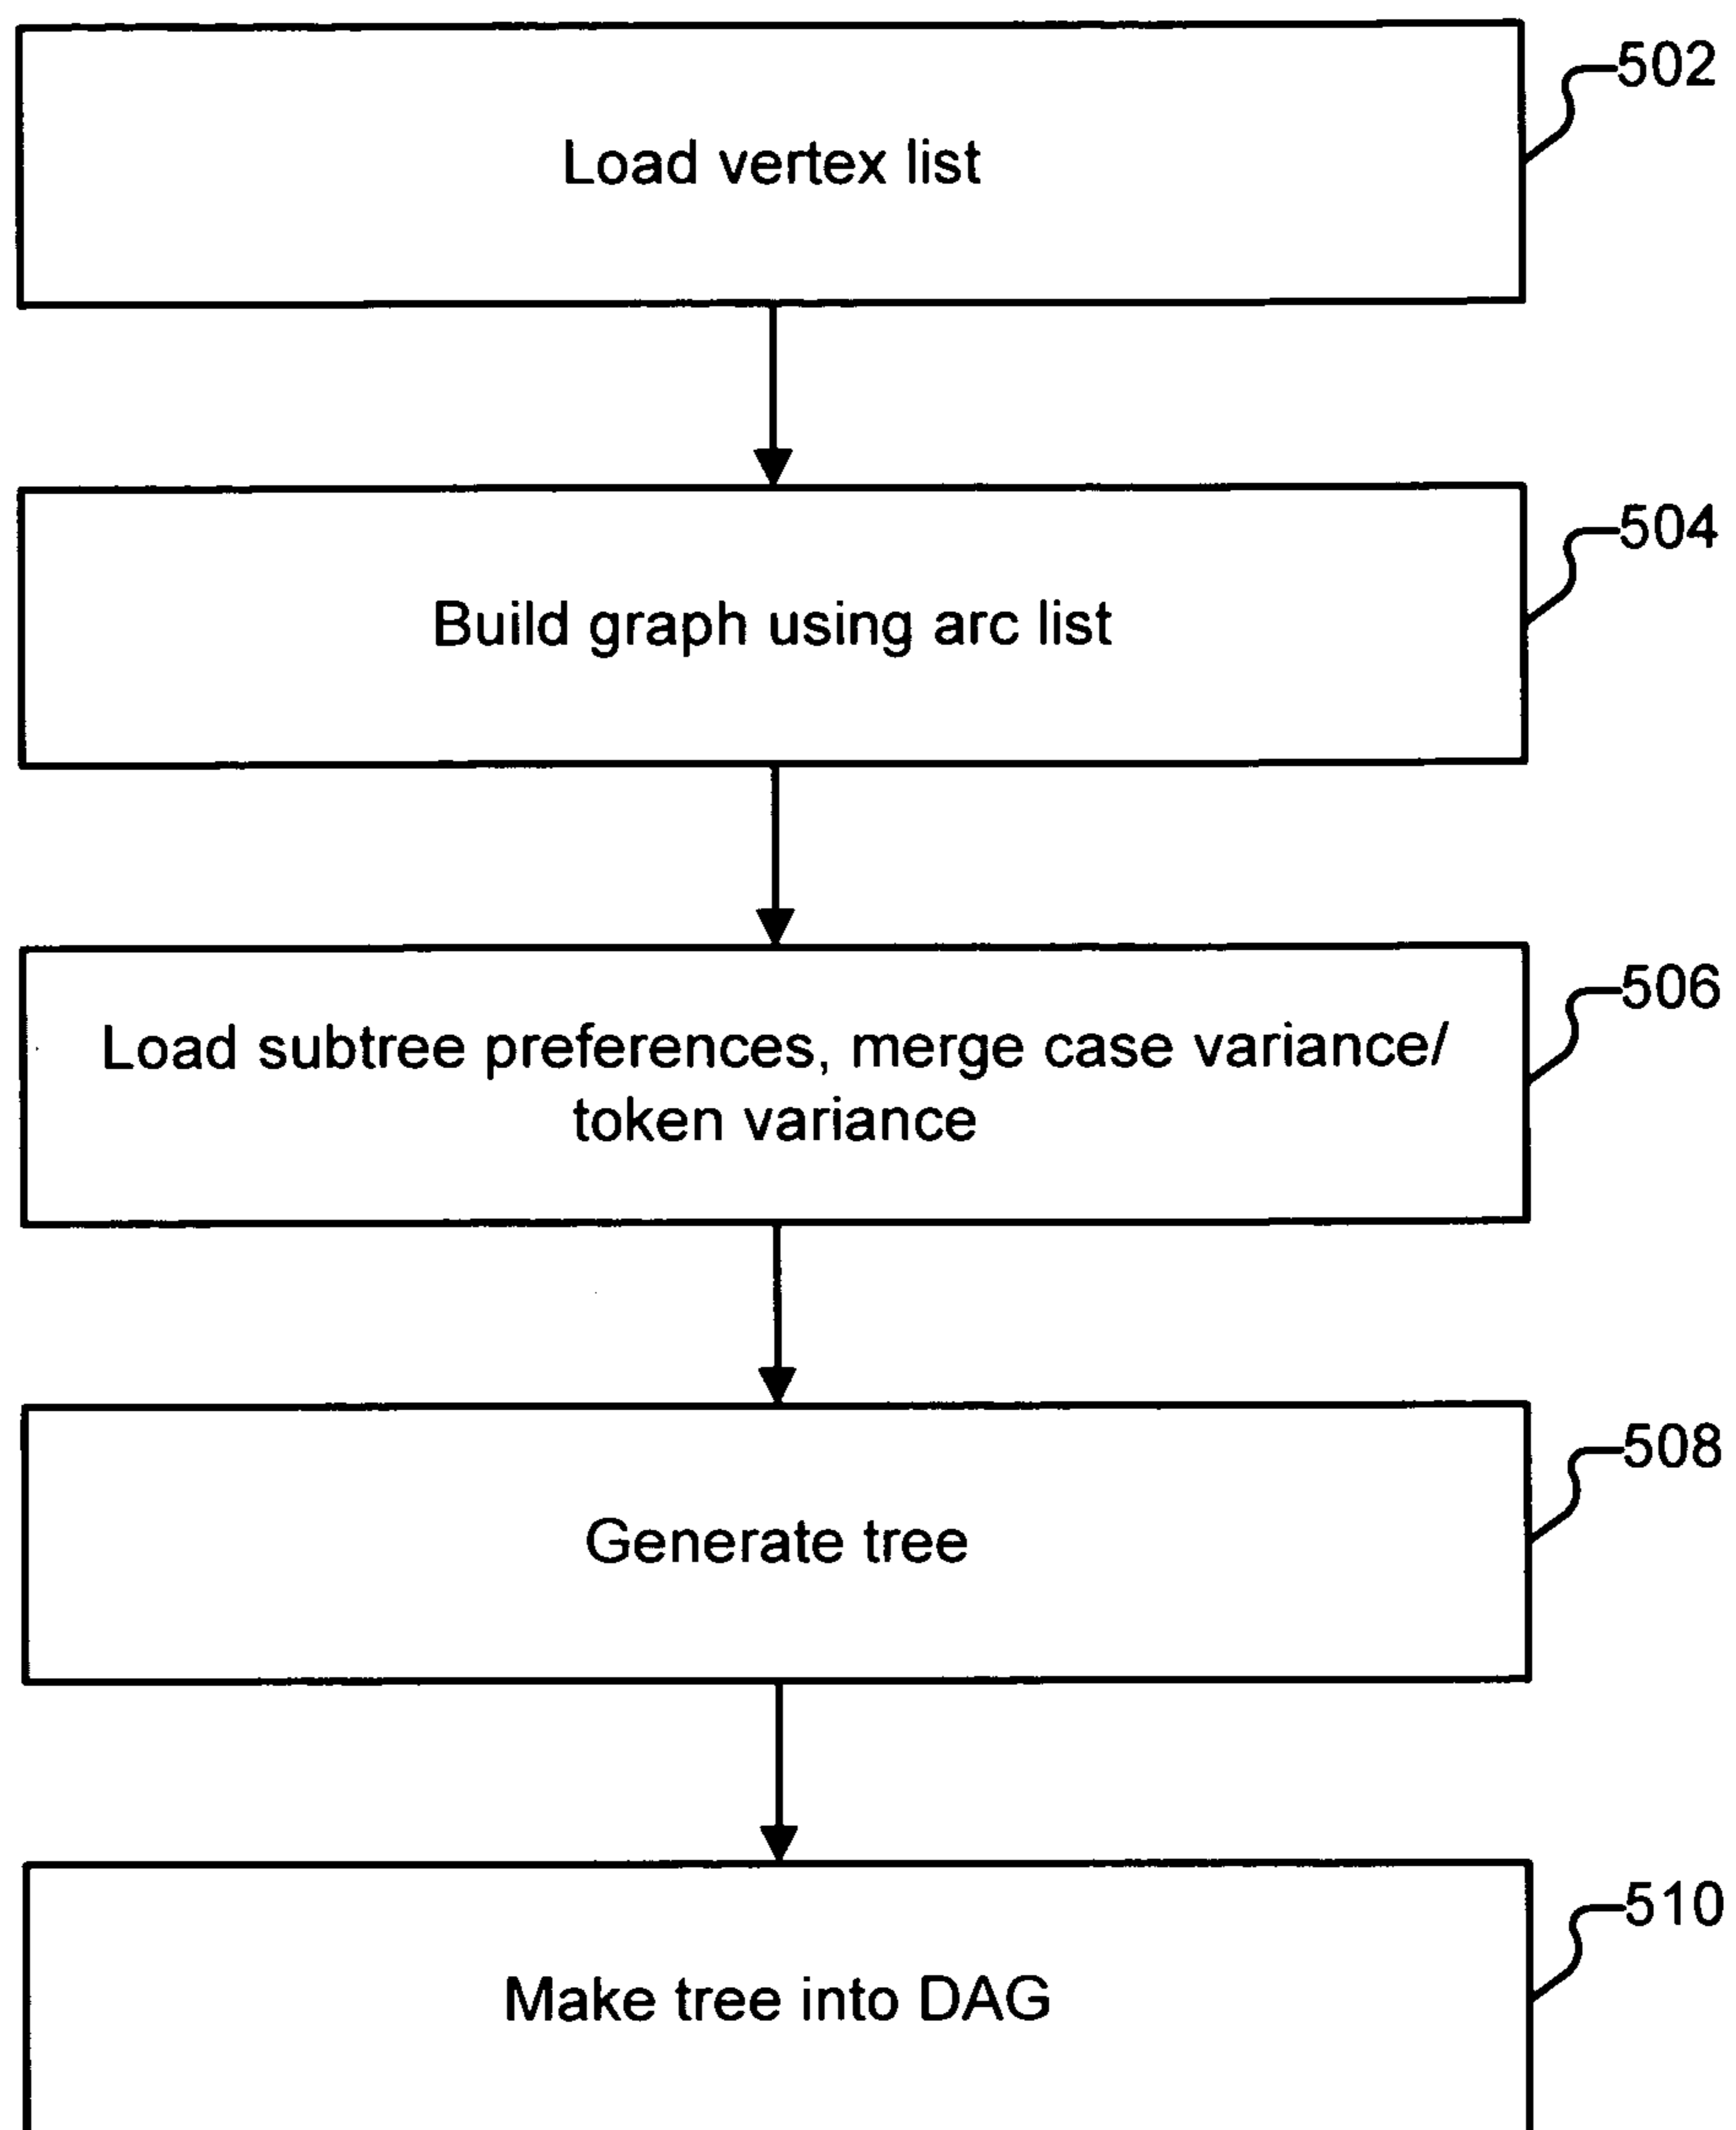 502
Load vertex list
504
Build graph using arc list
506
Load subtree preferences, merge case variance/
token variance
508
Generate tree
510
Make tree into DAG